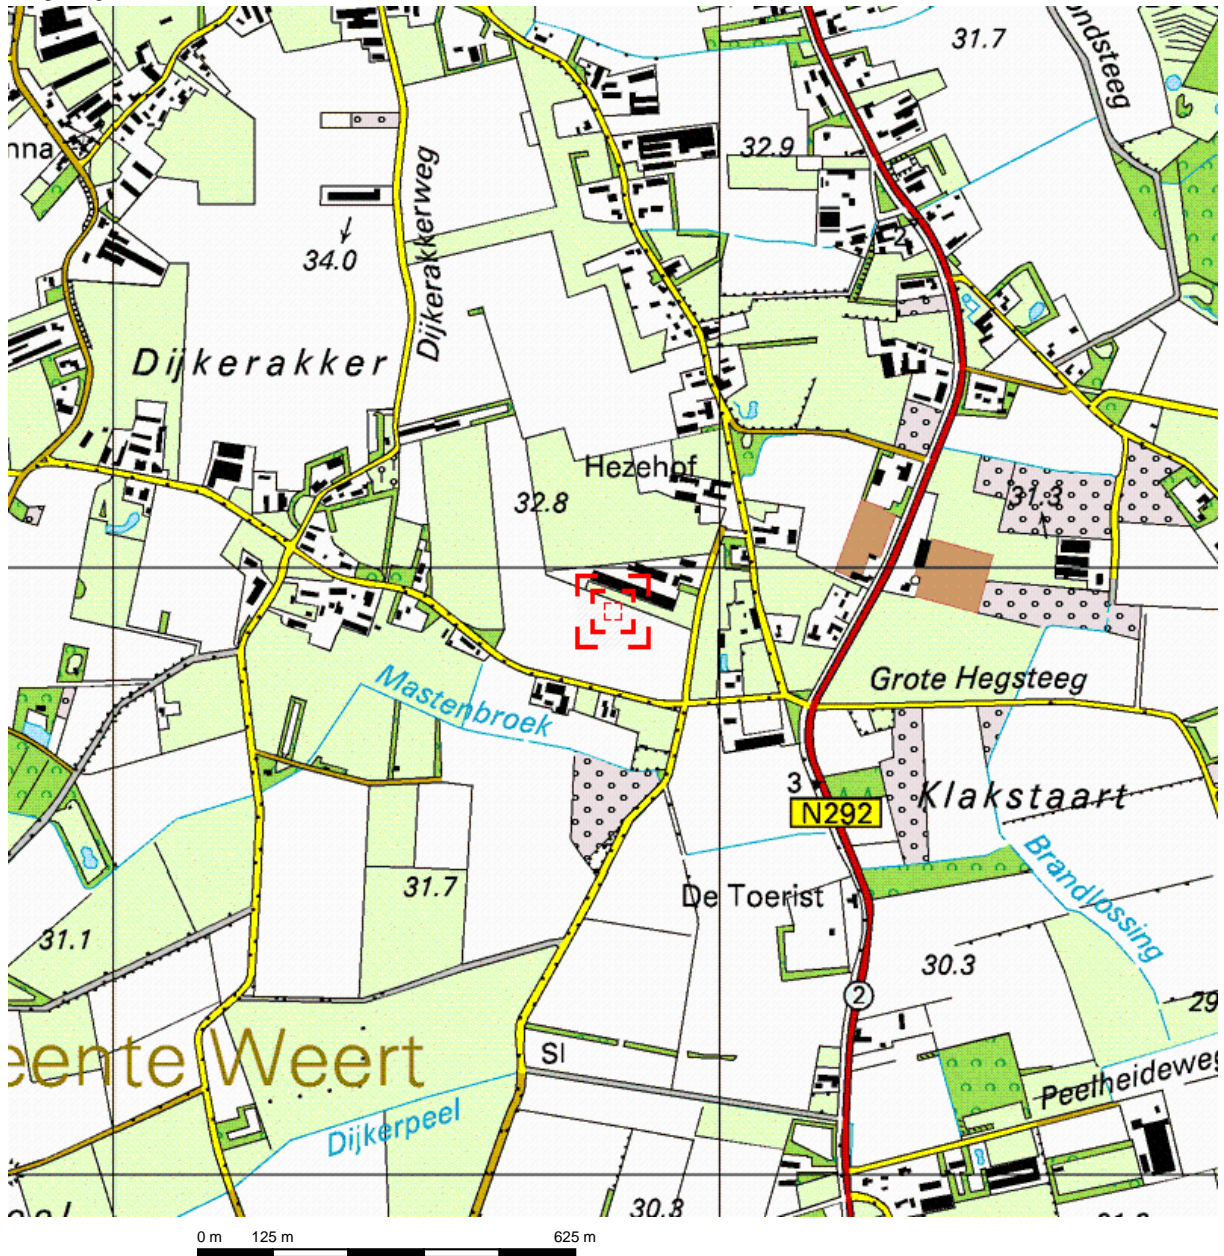 31.7
ondsteeg
nna
32.9
2
34.0
Dijkerakkerweg
Dijkerakker
Hezehof
32.8
31.3
Mastenbroek
Grote Hegsteeg
3
N292
Klakstaart
31.7
De Toerist
Brandlossing
31.1
30.3
2
29
eente Weert
Sl
Peelheideweg
Dijkerpeel
30.3
0 m
125 m
625 m